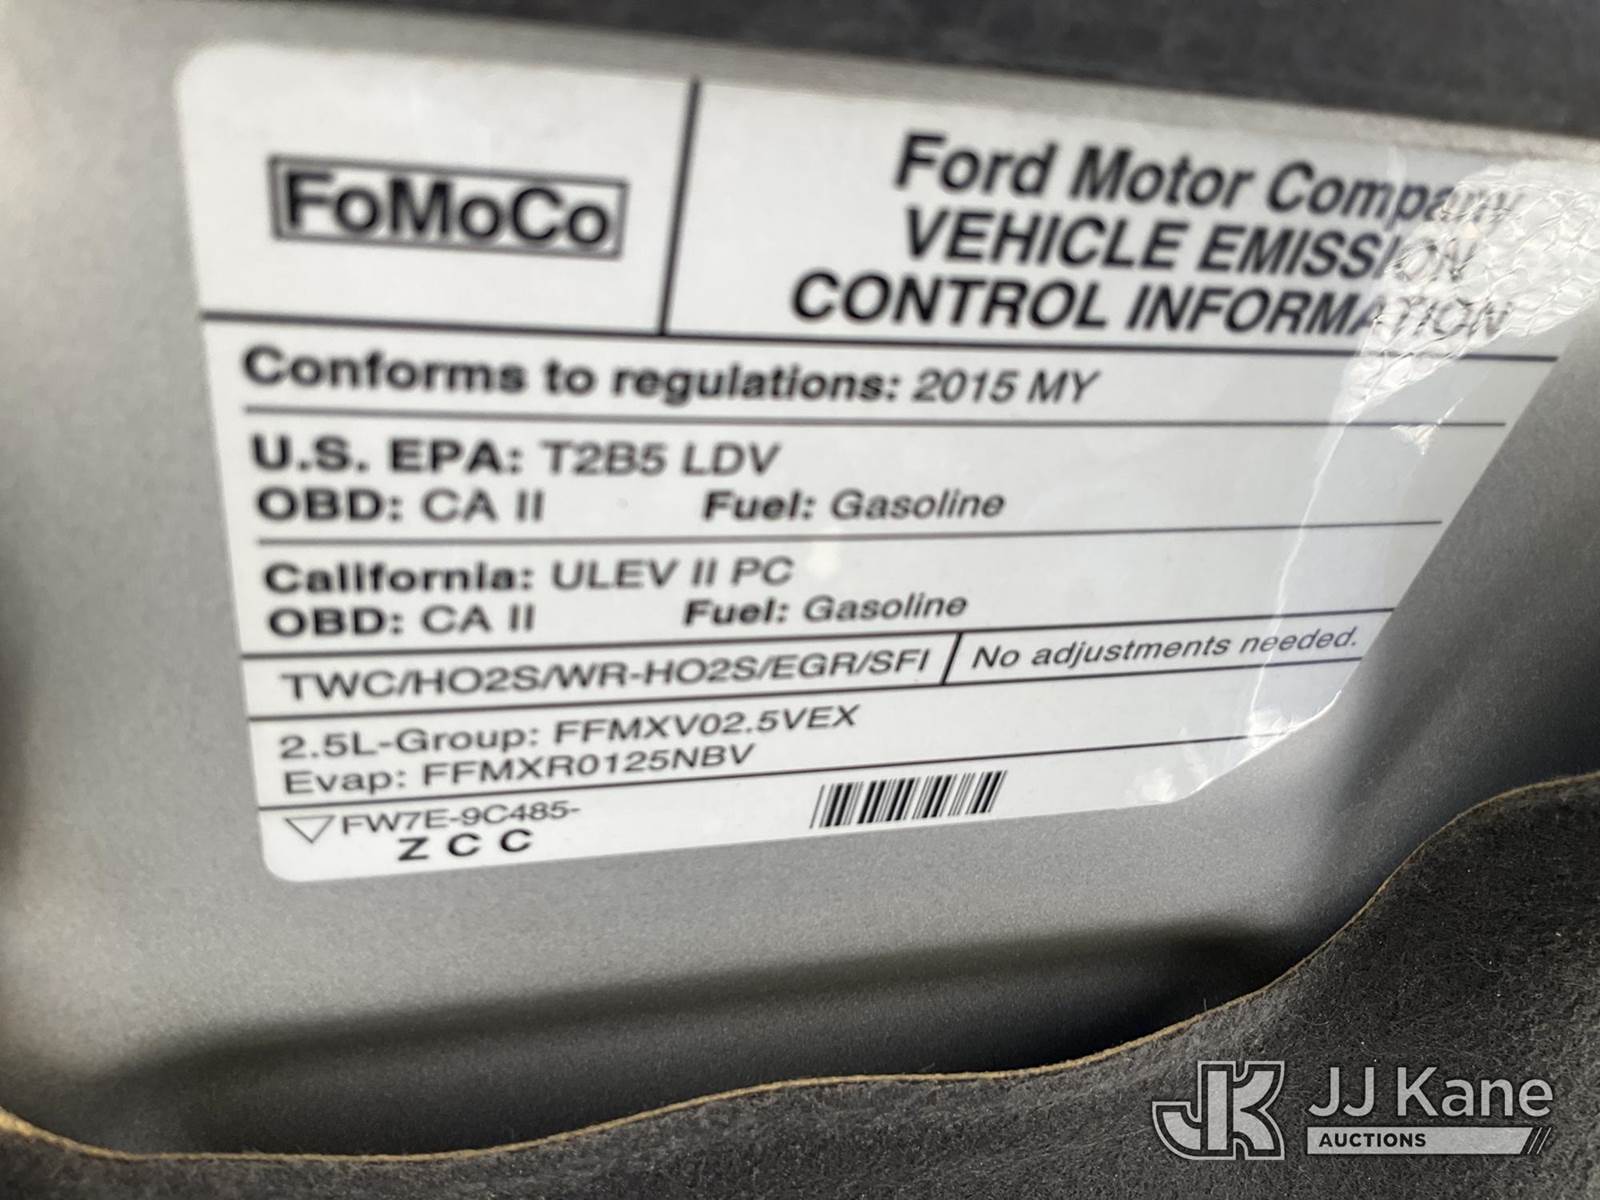 FoMoCo
Ford Motor Company
VEHICLE EMISSION
CONTROL INFORMATION
Conforms to regulations: 2015 MY
U.S. EPA: T2B5 LDV
OBD: CA II Fuel: Gasoline
California: ULEV II PC
OBD: CA II Fuel: Gasoline
TWC/HO2S/WR-HO2S/EGR/SFI No adjustments needed.
2.5L-Group: FFMXV02.5VEX
Evap: FFMXR0125NBV
FW7E-9C485-
Z C C
JK JJ Kane
AUCTIONS